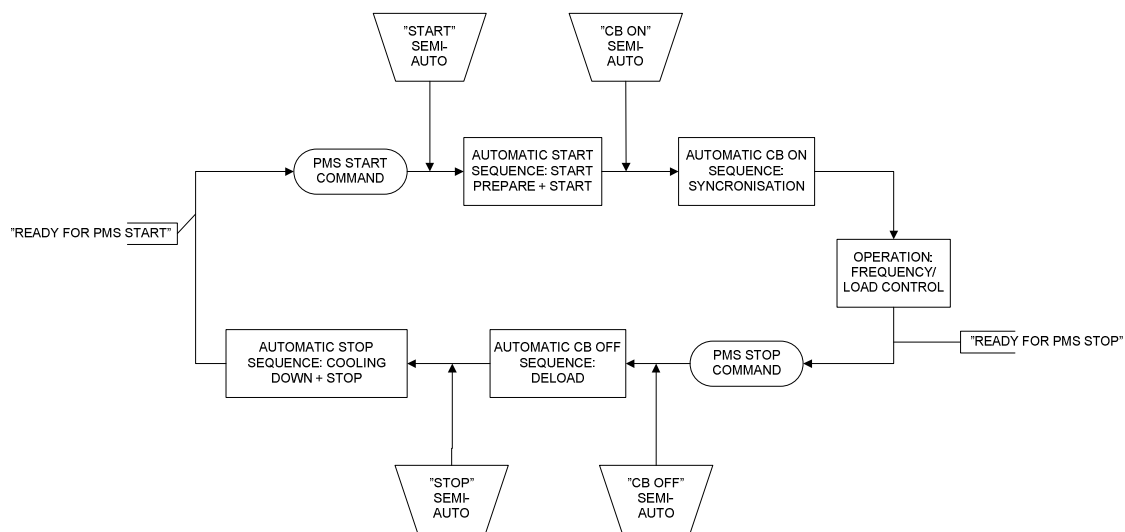 "START"
SEMI-
AUTO
"CB ON"
SEMI-
AUTO
PMS START
COMMAND
AUTOMATIC START
SEQUENCE: START
PREPARE + START
AUTOMATIC CB ON
SEQUENCE:
SYNCRONISATION
"READY FOR PMS START"
OPERATION:
FREQUENCY/
LOAD CONTROL
AUTOMATIC STOP
SEQUENCE: COOLING
DOWN + STOP
AUTOMATIC CB OFF
SEQUENCE:
DELOAD
PMS STOP
COMMAND
"READY FOR PMS STOP"
"STOP"
SEMI-
AUTO
"CB OFF"
SEMI-
AUTO